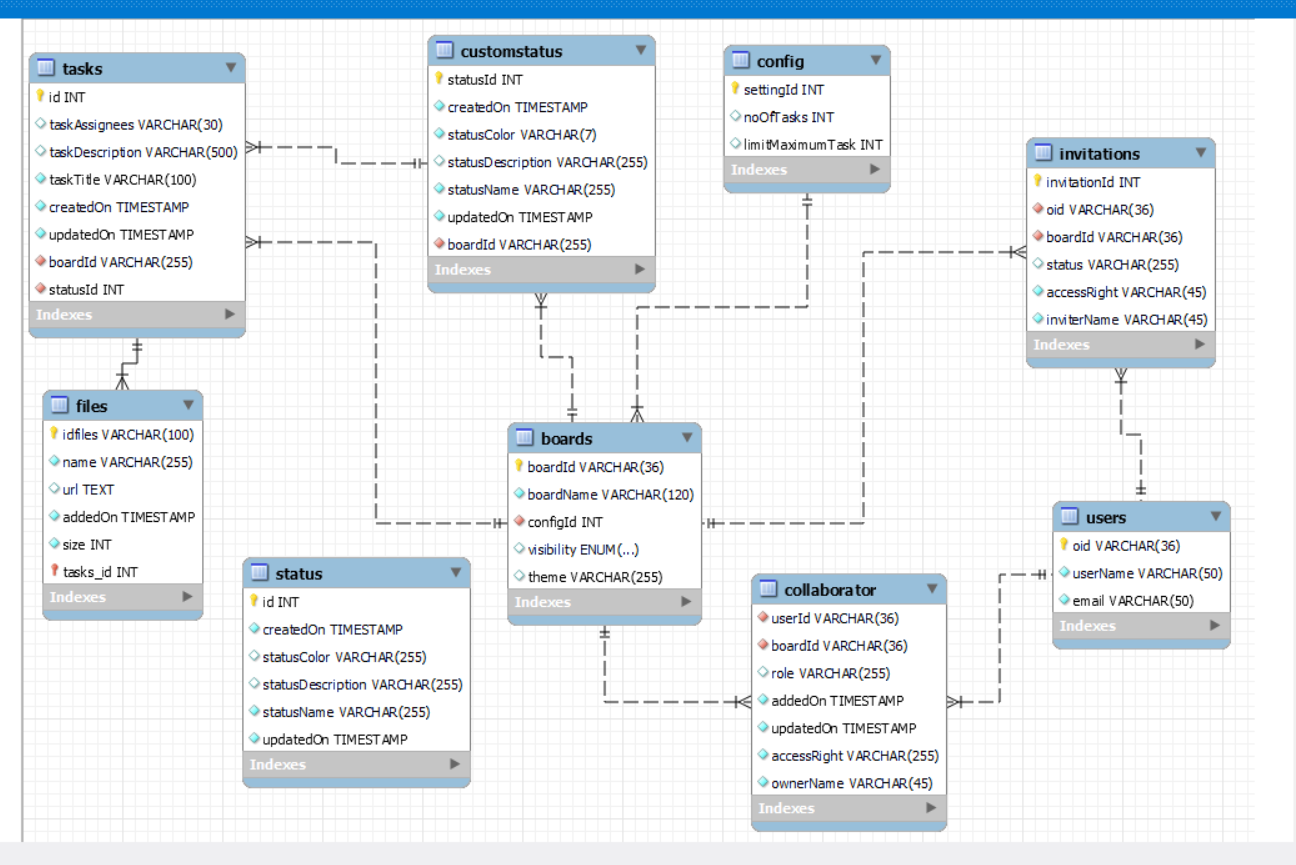 tasks
id INT
taskAssignees VARCHAR(30)
taskDescription VARCHAR(500)
taskTitle VARCHAR(100)
createdOn TIMESTAMP
updatedOn TIMESTAMP
boardId VARCHAR(255)
statusId INT
Indexes
customstatus
statusId INT
createdOn TIMESTAMP
statusColor VARCHAR(7)
statusDescription VARCHAR(255)
statusName VARCHAR(255)
updatedOn TIMESTAMP
boardId VARCHAR(255)
Indexes
config
settingId INT
noOfTasks INT
limitMaximumTask INT
Indexes
invitations
invitationId INT
oid VARCHAR(36)
boardId VARCHAR(36)
status VARCHAR(255)
accessRight VARCHAR(45)
inviterName VARCHAR(45)
Indexes
files
idfiles VARCHAR(100)
name VARCHAR(255)
url TEXT
addedOn TIMESTAMP
size INT
tasks_id INT
Indexes
boards
boardId VARCHAR(36)
boardName VARCHAR(120)
configId INT
visibility ENUM(...)
theme VARCHAR(255)
Indexes
users
oid VARCHAR(36)
userName VARCHAR(50)
email VARCHAR(50)
Indexes
status
id INT
createdOn TIMESTAMP
statusColor VARCHAR(255)
statusDescription VARCHAR(255)
statusName VARCHAR(255)
updatedOn TIMESTAMP
Indexes
collaborator
userId VARCHAR(36)
boardId VARCHAR(36)
role VARCHAR(255)
addedOn TIMESTAMP
updatedOn TIMESTAMP
accessRight VARCHAR(255)
ownerName VARCHAR(45)
Indexes